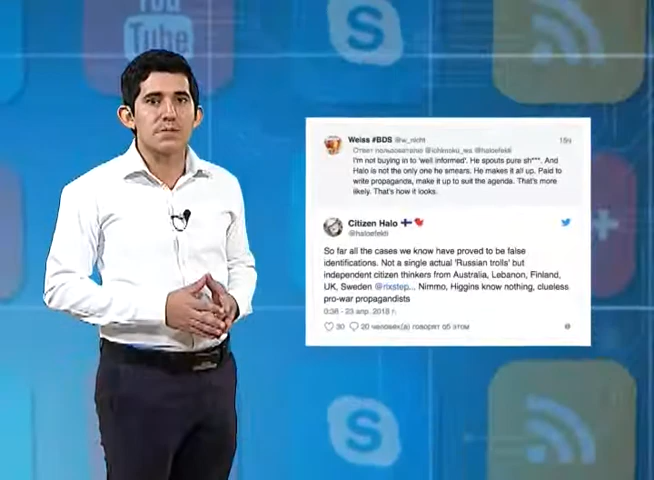 You
Tube
Weiss #BDS @w_nicht 15ч
Ответ пользователю @ichimoku_ws @haloefekti
I'm not buying in to 'well informed'. He spouts pure sh***. And
Halo is not the only one he smears. He makes it all up. Paid to
write propaganda, make it up to suit the agenda. That's more
likely. That's how it looks.
Citizen Halo
@haloefekti
So far all the cases we know have proved to be false
identifications. Not a single actual 'Russian trolls' but
independent citizen thinkers from Australia, Lebanon, Finland,
UK, Sweden @rixstep... Nimmo, Higgins know nothing, clueless
pro-war propagandists
0:38 - 23 апр. 2018 г.
30 20 человек(а) говорят об этом